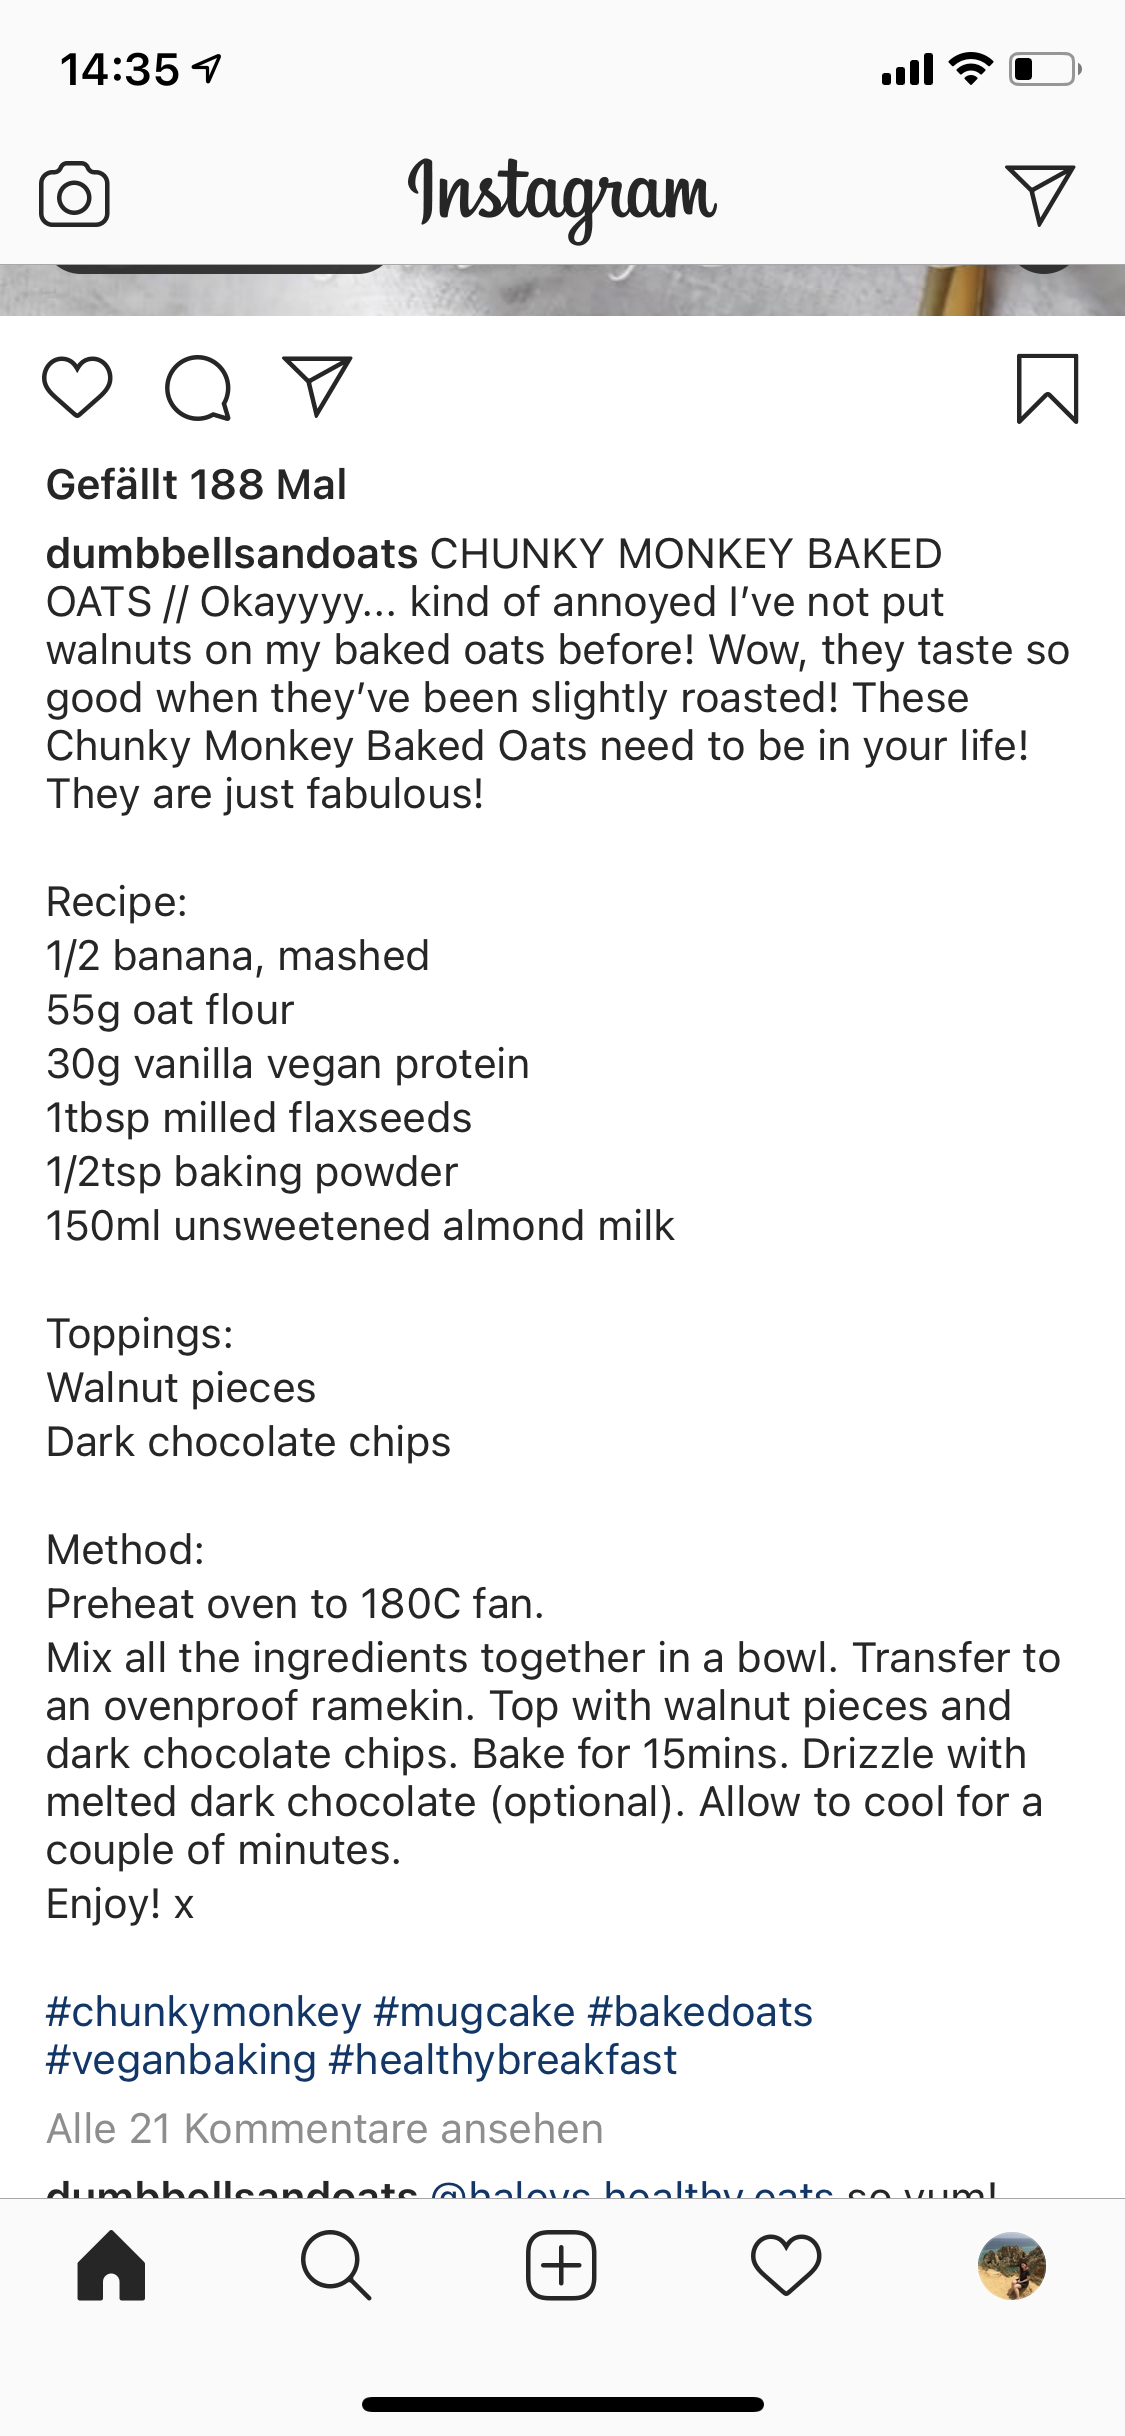 14:35
Instagram
Gefällt 188 Mal
dumbbellsandoats CHUNKY MONKEY BAKED
OATS // Okayyyy... kind of annoyed I’ve not put
walnuts on my baked oats before! Wow, they taste so
good when they’ve been slightly roasted! These
Chunky Monkey Baked Oats need to be in your life!
They are just fabulous!
Recipe:
1/2 banana, mashed
55g oat flour
30g vanilla vegan protein
1tbsp milled flaxseeds
1/2tsp baking powder
150ml unsweetened almond milk
Toppings:
Walnut pieces
Dark chocolate chips
Method:
Preheat oven to 180C fan.
Mix all the ingredients together in a bowl. Transfer to
an ovenproof ramekin. Top with walnut pieces and
dark chocolate chips. Bake for 15mins. Drizzle with
melted dark chocolate (optional). Allow to cool for a
couple of minutes.
Enjoy! x
#chunkymonkey #mugcake #bakedoats
#veganbaking #healthybreakfast
Alle 21 Kommentare ansehen
dumbbellsandoats @haleys.healthy.eats so yum!